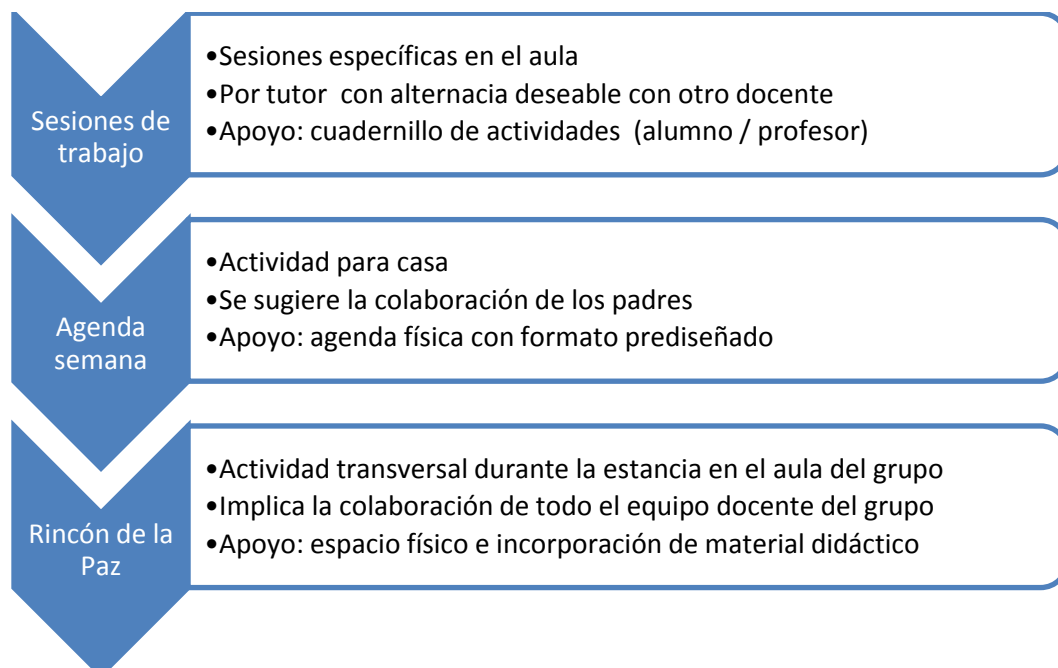 Sesiones de
trabajo
•Sesiones específicas en el aula
•Por tutor con alternacia deseable con otro docente
•Apoyo: cuadernillo de actividades (alumno / profesor)
Agenda
semana
•Actividad para casa
•Se sugiere la colaboración de los padres
•Apoyo: agenda física con formato prediseñado
Rincón de la
Paz
•Actividad transversal durante la estancia en el aula del grupo
•Implica la colaboración de todo el equipo docente del grupo
•Apoyo: espacio físico e incorporación de material didáctico